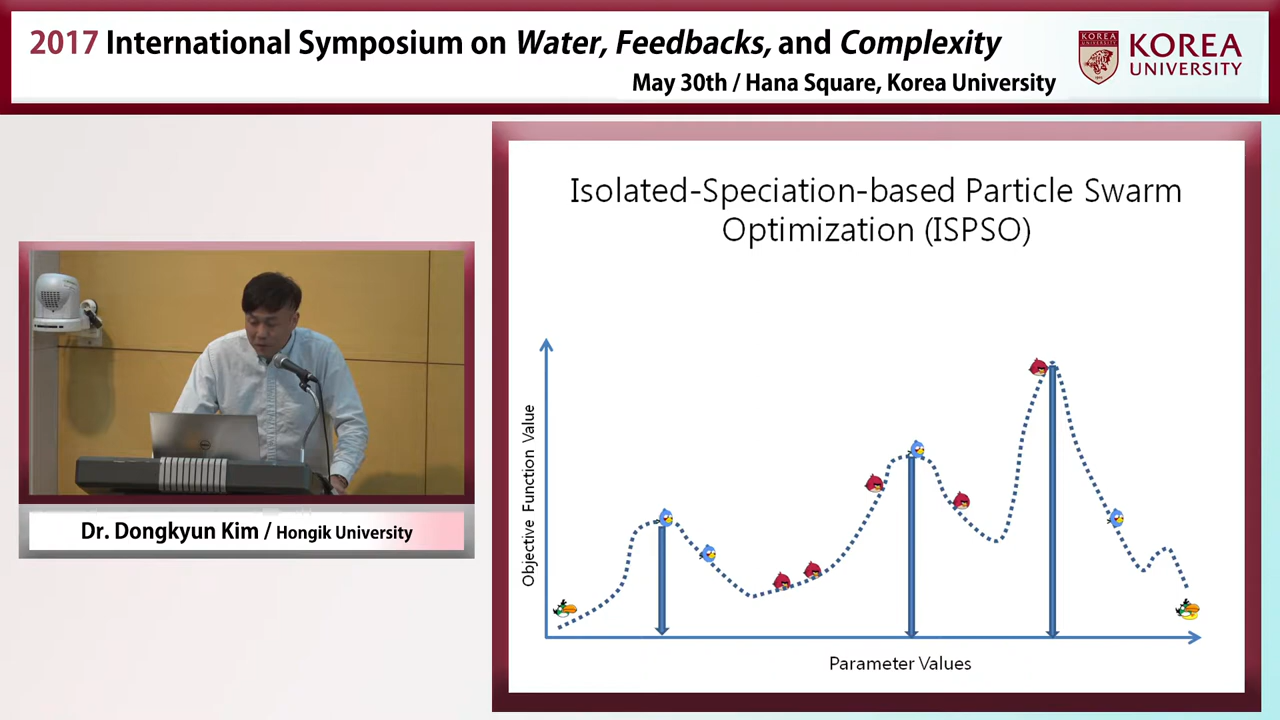 2017 International Symposium on Water, Feedbacks, and Complexity
May 30th / Hana Square, Korea University
KOREA
UNIVERSITY
Isolated-Speciation-based Particle Swarm
Optimization (ISPSO)
Objective Function Value
Parameter Values
Dr. Dongkyun Kim / Hongik University